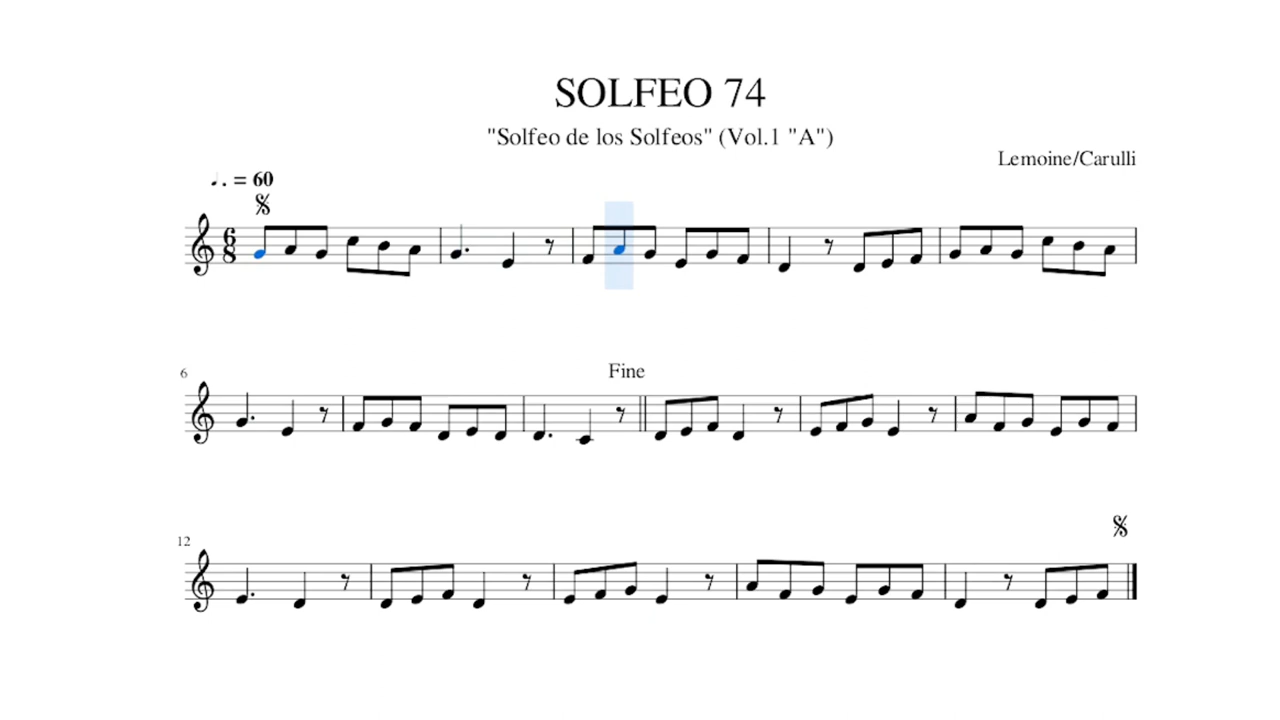 SOLFEO 74
"Solfeo de los Solfeos" (Vol.1 "A")
Lemoine/Carulli
♩. = 60
6
8
6
Fine
12